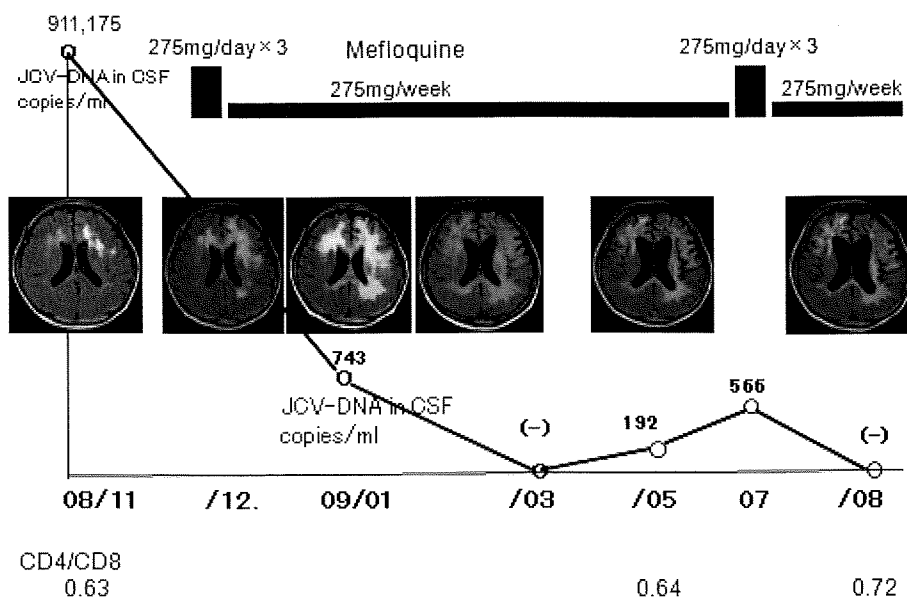 911,175
JCV-DNA in CSF
copies/ml
275mg/day × 3
Mefloquine
275mg/day × 3
275mg/week
275mg/week
743
JCV-DNA in CSF
copies/ml
(-)
192
566
(-)
08/11 /12. 09/01 /03 /05 07 /08
CD4/CD8
0.63 0.64 0.72